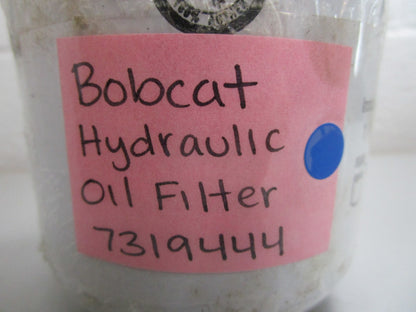 Bobcat
Hydraulic
Oil Filter
7319444